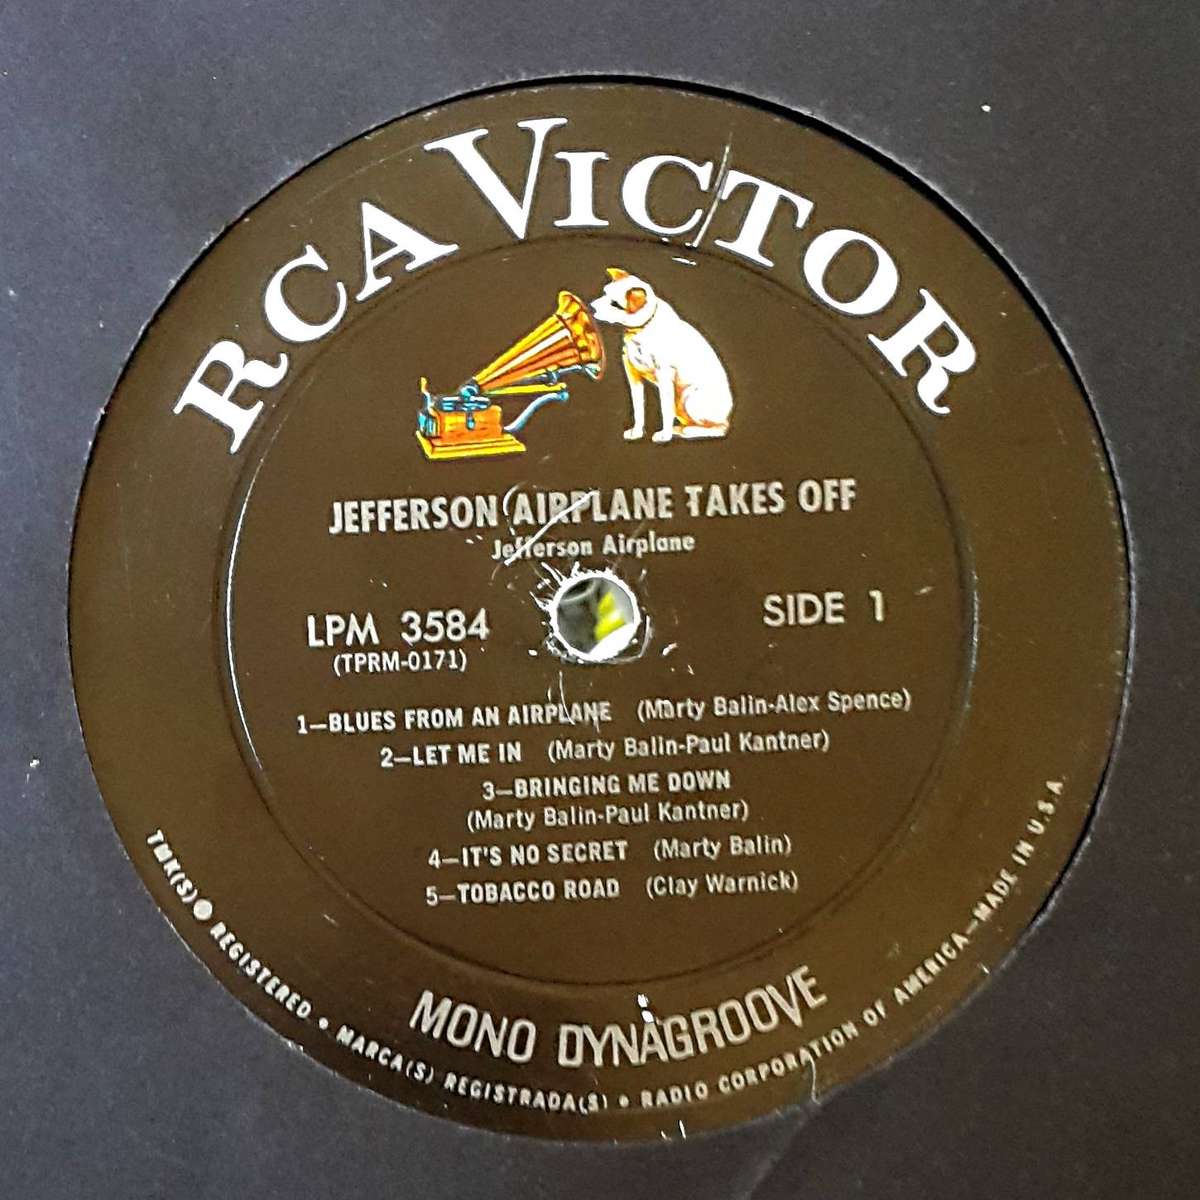 RCA VICTOR
JEFFERSON AIRPLANE TAKES OFF
Jefferson Airplane
LPM 3584
(TPRM-0171)
SIDE 1
1—BLUES FROM AN AIRPLANE (Marty Balin-Alex Spence)
2—LET ME IN (Marty Balin-Paul Kantner)
3—BRINGING ME DOWN
(Marty Balin-Paul Kantner)
4—IT'S NO SECRET (Marty Balin)
5—TOBACCO ROAD (Clay Warnick)
MONO DYNAGROOVE
TMK(S) ● REGISTERED • MARCA(S) REGISTRADA(S) • RADIO CORPORATION OF AMERICA—MADE IN U.S.A.